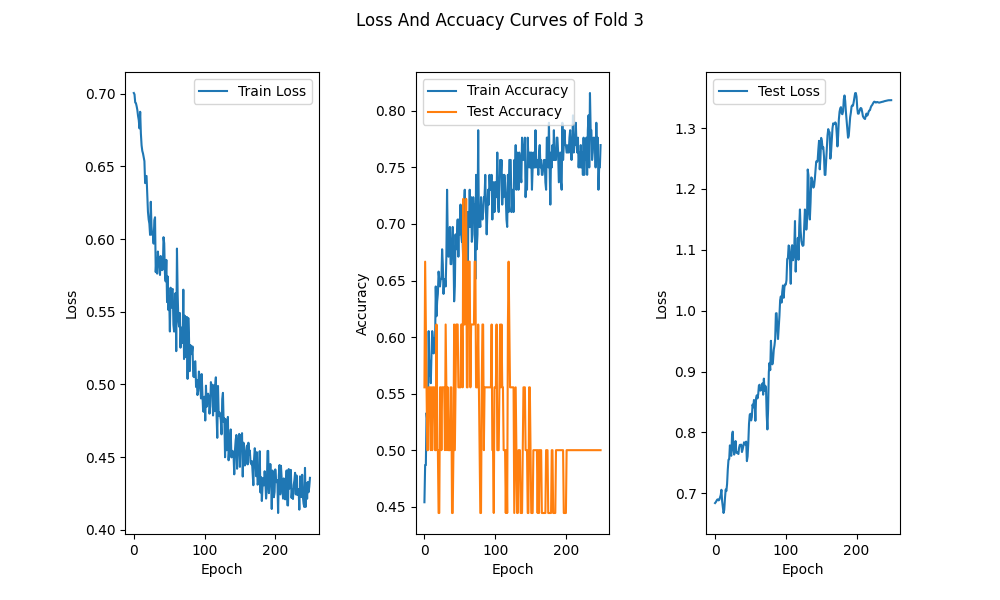 Loss And Accuacy Curves of Fold 3
Train Loss
0.70
0.65
0.60
0.55
0.50
0.45
0.40
Loss
0
100
200
Epoch
Train Accuracy
Test Accuracy
0.80
0.75
0.70
0.65
0.60
0.55
0.50
0.45
Accuracy
0
100
200
Epoch
Test Loss
1.3
1.2
1.1
1.0
0.9
0.8
0.7
Loss
0
100
200
Epoch